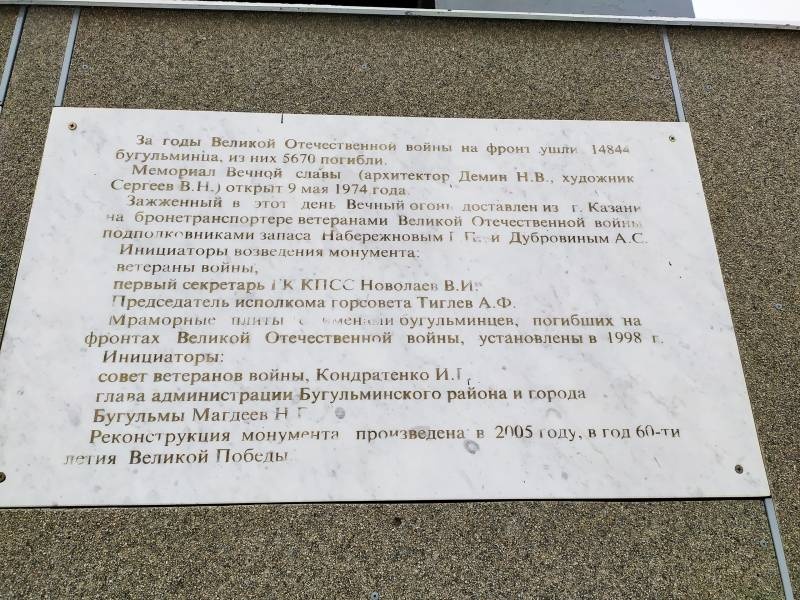 За годы Великой Отечественной войны на фронт ушли 14844
бугульминца, из них 5670 погибли.
Мемориал Вечной славы (архитектор Демин Н.В., художник
Сергеев В.Н.) открыт 9 мая 1974 года.
Зажженный в этот день Вечный огонь доставлен из г. Казани
на бронетранспортере ветеранами Великой Отечественной войны
подполковниками запаса Набережновым и Дубровиным А.С.
Инициаторы возведения монумента:
ветераны войны,
первый секретарь ГК КПСС Новолаев В.И.
Председатель исполкома горсовета Тиглев А.Ф.
Мраморные плиты с именами бугульминцев, погибших на
фронтах Великой Отечественной войны, установлены в 1998 г.
Инициаторы:
совет ветеранов войны, Кондратенко
глава администрации Бугульминского района и города
Бугульмы Магдеев
Реконструкция монумента произведена в 2005 году, в год 60-ти
летия Великой Победы